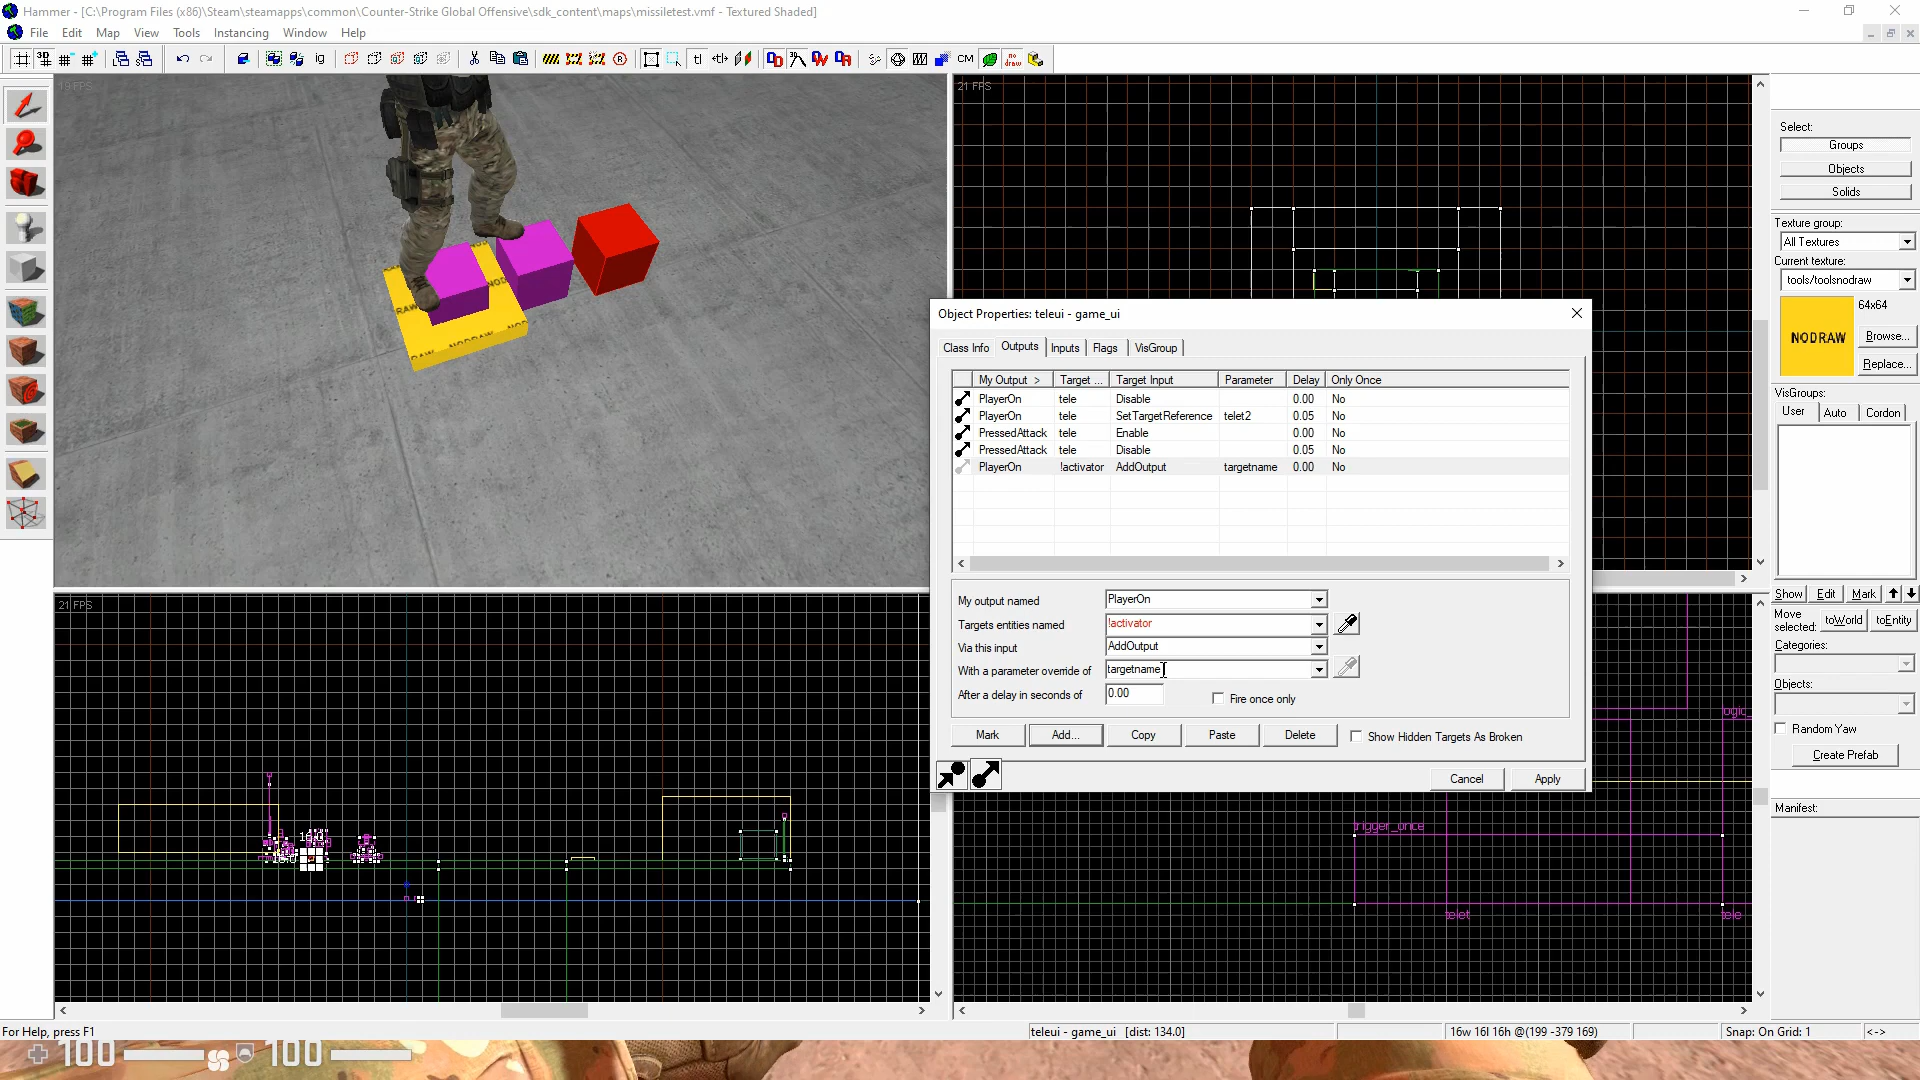 Hammer - [C:\Program Files (x86)\Steam\steamapps\common\Counter-Strike Global Offensive\sdk_content\maps\missiletest.vmf - Textured Shaded]
File Edit Map View Tools Instancing Window Help
19 FPS
21 FPS
Select:
Groups
Objects
Solids
Texture group:
All Textures
Current texture:
tools/toolsnodraw
64x64
NODRAW
Browse...
Replace...
VisGroups:
User Auto Cordon
Show Edit Mark
Move selected: toWorld toEntity
Categories:
Objects:
Random Yaw
Create Prefab
Manifest:
Object Properties: teleui - game_ui
Class Info Outputs Inputs Flags VisGroup
My Output > Target ... Target Input Parameter Delay Only Once
PlayerOn tele Disable 0.00 No
PlayerOn tele SetTargetReference telet2 0.05 No
PressedAttack tele Enable 0.00 No
PressedAttack tele Disable 0.05 No
PlayerOn !activator AddOutput targetname 0.00 No
My output named PlayerOn
Targets entities named !activator
Via this input AddOutput
With a parameter override of targetname
After a delay in seconds of 0.00 Fire once only
Mark Add... Copy Paste Delete Show Hidden Targets As Broken
Cancel Apply
21 FPS
trigger_once
telet
tele
For Help, press F1
teleui - game_ui [dist: 134.0]
16w 16l 16h @(199 -379 169)
Snap: On Grid: 1
<->
100 100